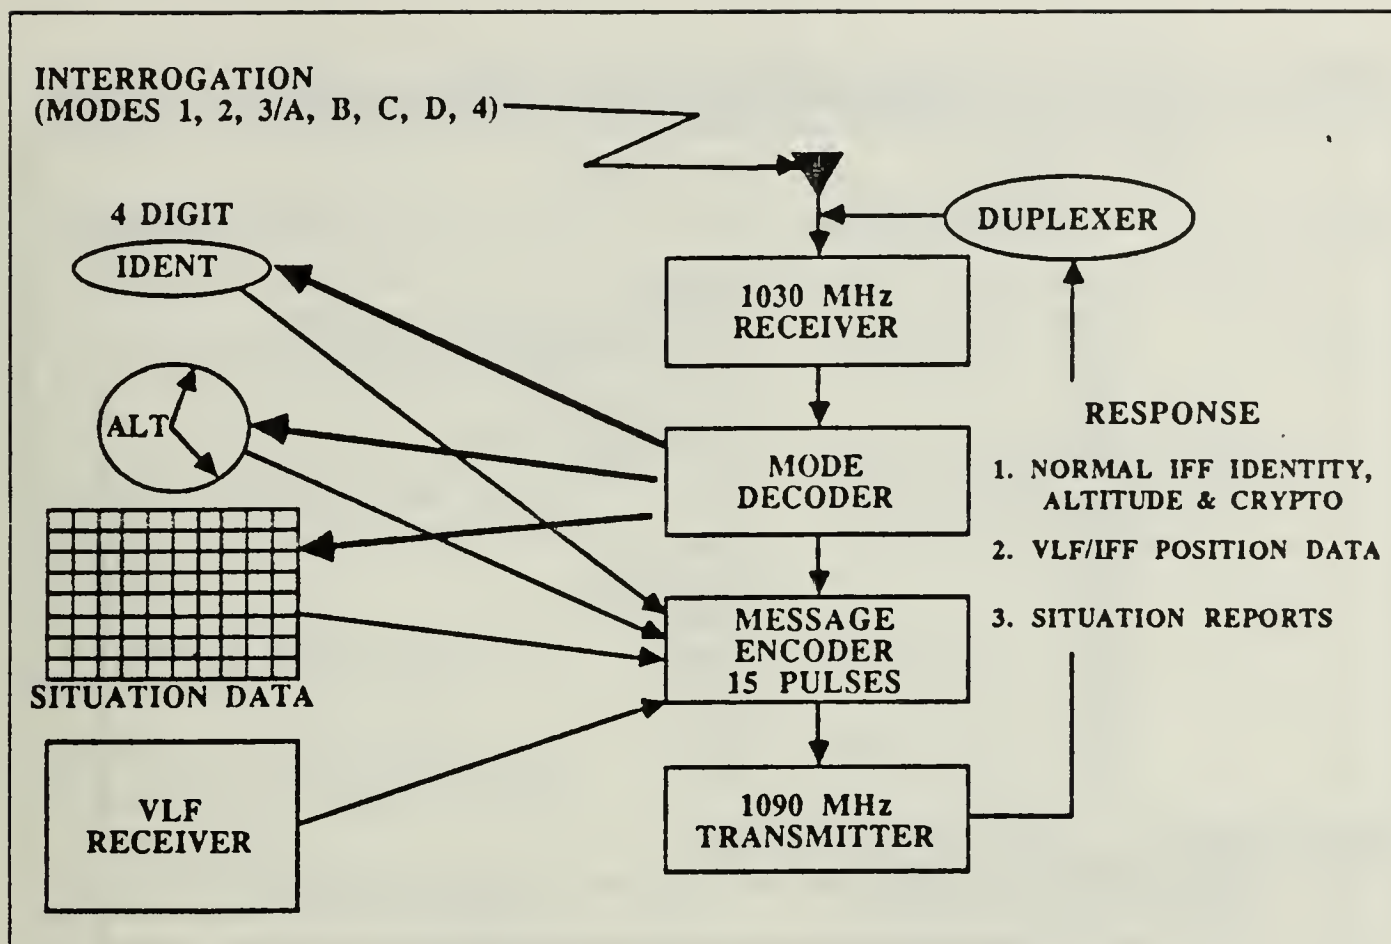 INTERROGATION
(MODES 1, 2, 3/A, B, C, D, 4)
4 DIGIT
IDENT
DUPLEXER
1030 MHz
RECEIVER
ALT
MODE
DECODER
RESPONSE
1. NORMAL IFF IDENTITY,
ALTITUDE & CRYPTO
2. VLF/IFF POSITION DATA
3. SITUATION REPORTS
SITUATION DATA
MESSAGE
ENCODER
15 PULSES
VLF
RECEIVER
1090 MHz
TRANSMITTER